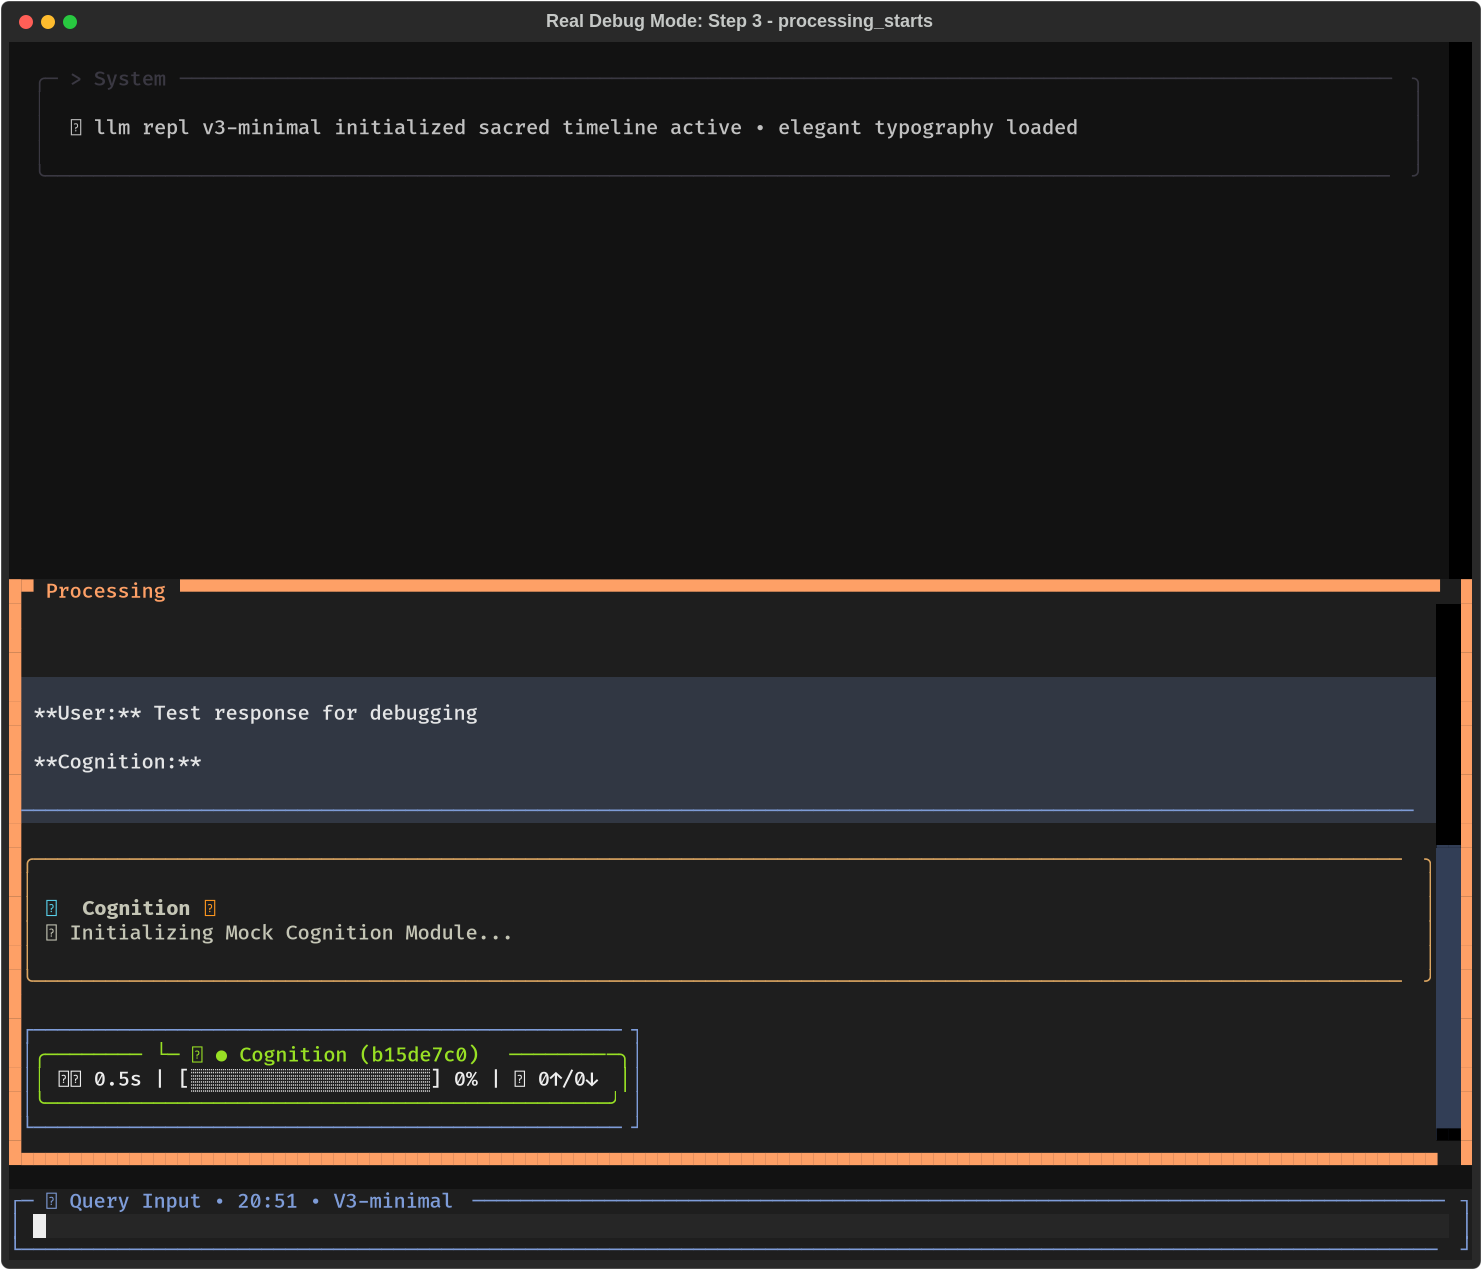 Real Debug Mode: Step 3 - processing_starts
> System
llm repl v3-minimal initialized sacred timeline active • elegant typography loaded
Processing
**User:** Test response for debugging
**Cognition:**
Cognition
Initializing Mock Cognition Module...
└─ ● Cognition (b15de7c0)
0.5s | [░░░░░░░░░░░░░░░░░░░░] 0% | 0↑/0↓
Query Input • 20:51 • V3-minimal